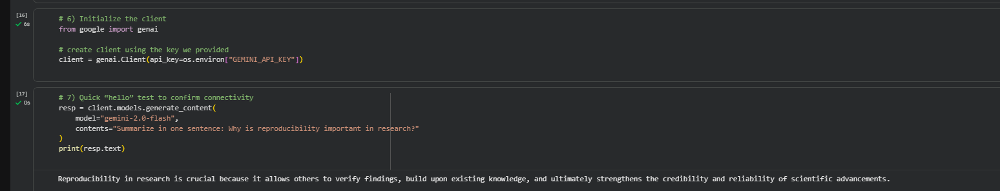 [16]
6s
# 6) Initialize the client
from google import genai
# create client using the key we provided
client = genai.Client(api_key=os.environ["GEMINI_API_KEY"])
[17]
0s
# 7) Quick “hello” test to confirm connectivity
resp = client.models.generate_content(
    model="gemini-2.0-flash",
    contents="Summarize in one sentence: Why is reproducibility important in research?"
)
print(resp.text)
Reproducibility in research is crucial because it allows others to verify findings, build upon existing knowledge, and ultimately strengthens the credibility and reliability of scientific advancements.